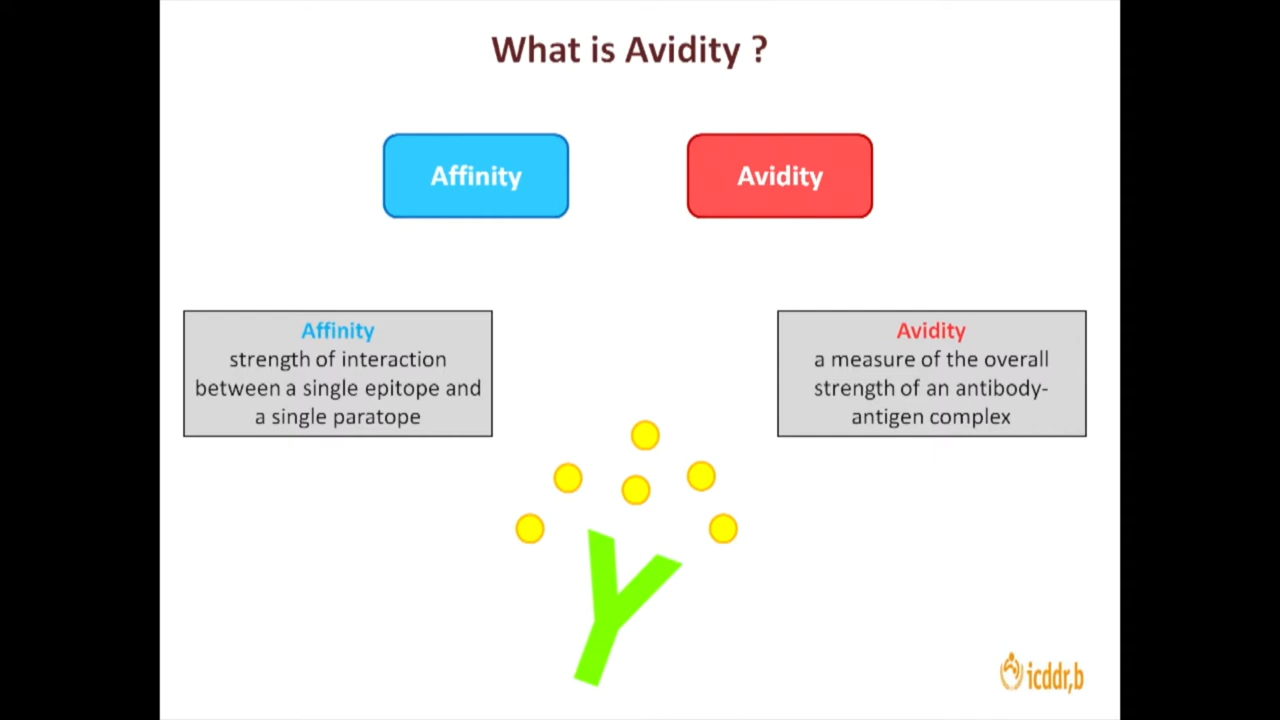 What is Avidity ?
Affinity
Avidity
Affinity
strength of interaction
between a single epitope and
a single paratope
Avidity
a measure of the overall
strength of an antibody-
antigen complex
icddr,b